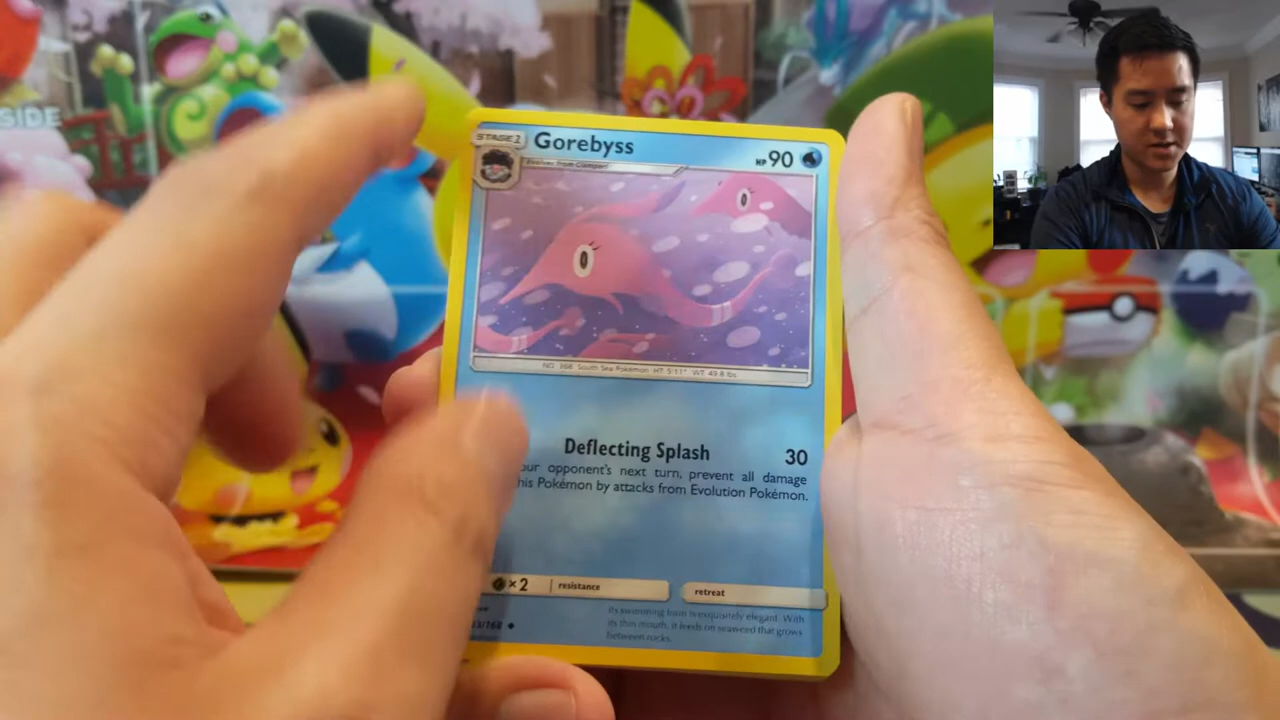 SIDE
STAGE 1
Gorebyss
HP 90
Evolves from Clamperl
NO. 368 South Sea Pokémon HT: 5'11" WT: 49.8 lbs
Deflecting Splash 30
our opponent's next turn, prevent all damage
his Pokémon by attacks from Evolution Pokémon.
×2 resistance
retreat
3/168
Its swimming form is exquisitely elegant. With
its thin mouth, it feeds on seaweed that grows
between rocks.